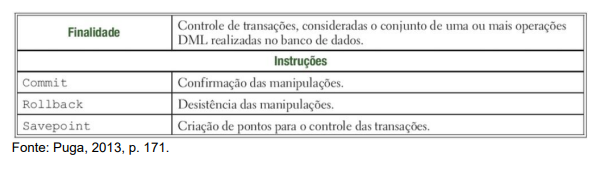 Finalidade
Controle de transações, consideradas o conjunto de uma ou mais operações
DML realizadas no banco de dados.
Instruções
Commit
Confirmação das manipulações.
Rollback
Desistência das manipulações.
Savepoint
Criação de pontos para o controle das transações.
Fonte: Puga, 2013, p. 171.